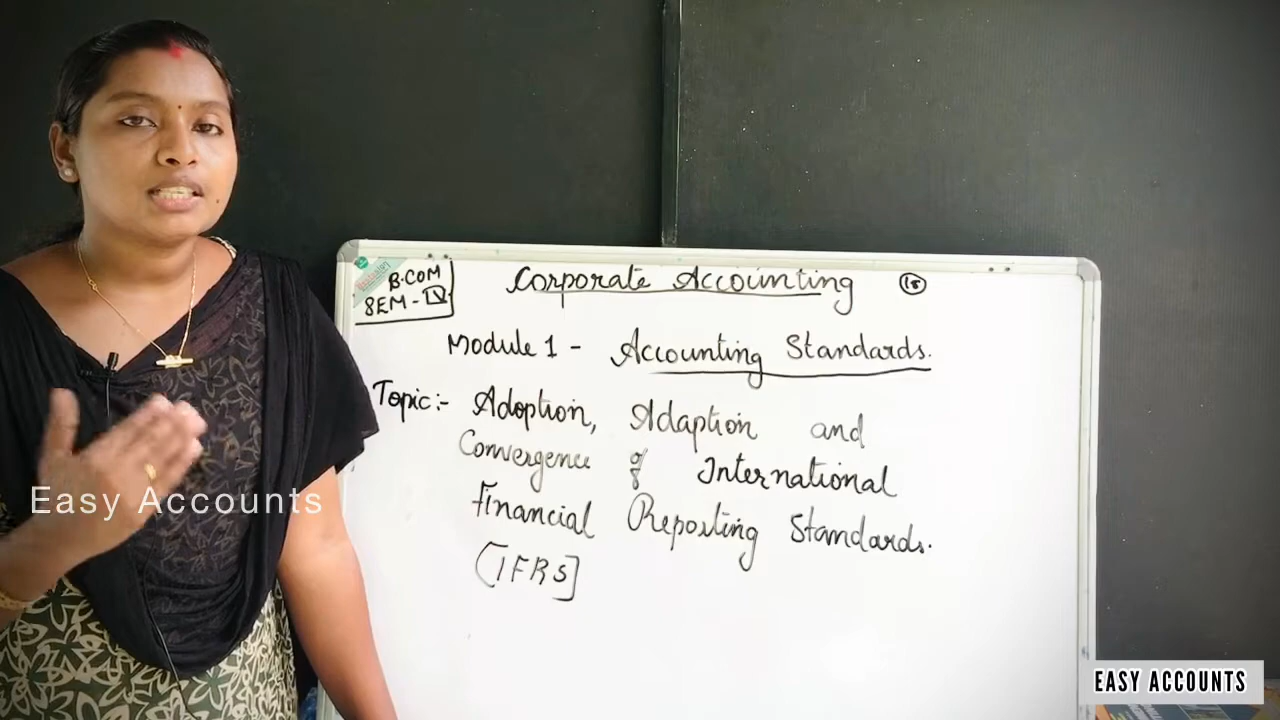 B.COM
SEM - IV
Corporate Accounting
Module 1 - Accounting Standards.
Topic:- Adoption, Adaption and
Convergence of International
Financial Reporting Standards.
[IFRS]
Easy Accounts
EASY ACCOUNTS